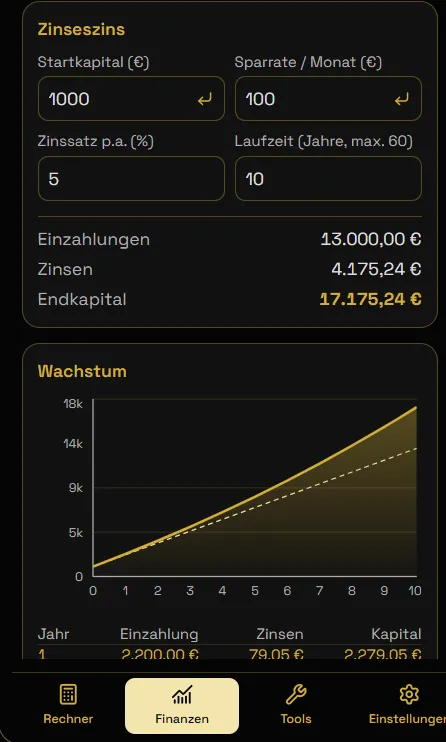 Zinseszins
Startkapital (€) Sparrate / Monat (€)
1000 100
Zinssatz p.a. (%) Laufzeit (Jahre, max. 60)
5 10
Einzahlungen 13.000,00 €
Zinsen 4.175,24 €
Endkapital 17.175,24 €
Wachstum
18k
14k
9k
5k
0
0 1 2 3 4 5 6 7 8 9 10
Jahr Einzahlung Zinsen Kapital
1 2.200,00 € 79,05 € 2.279,05 €
Rechner Finanzen Tools Einstellungen